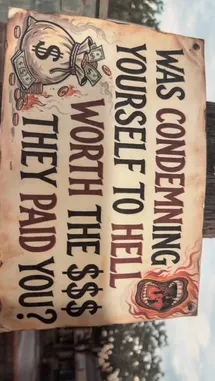 WAS CONDEMNING
YOURSELF TO HELL
WORTH THE $$$
THEY PAID YOU?
$